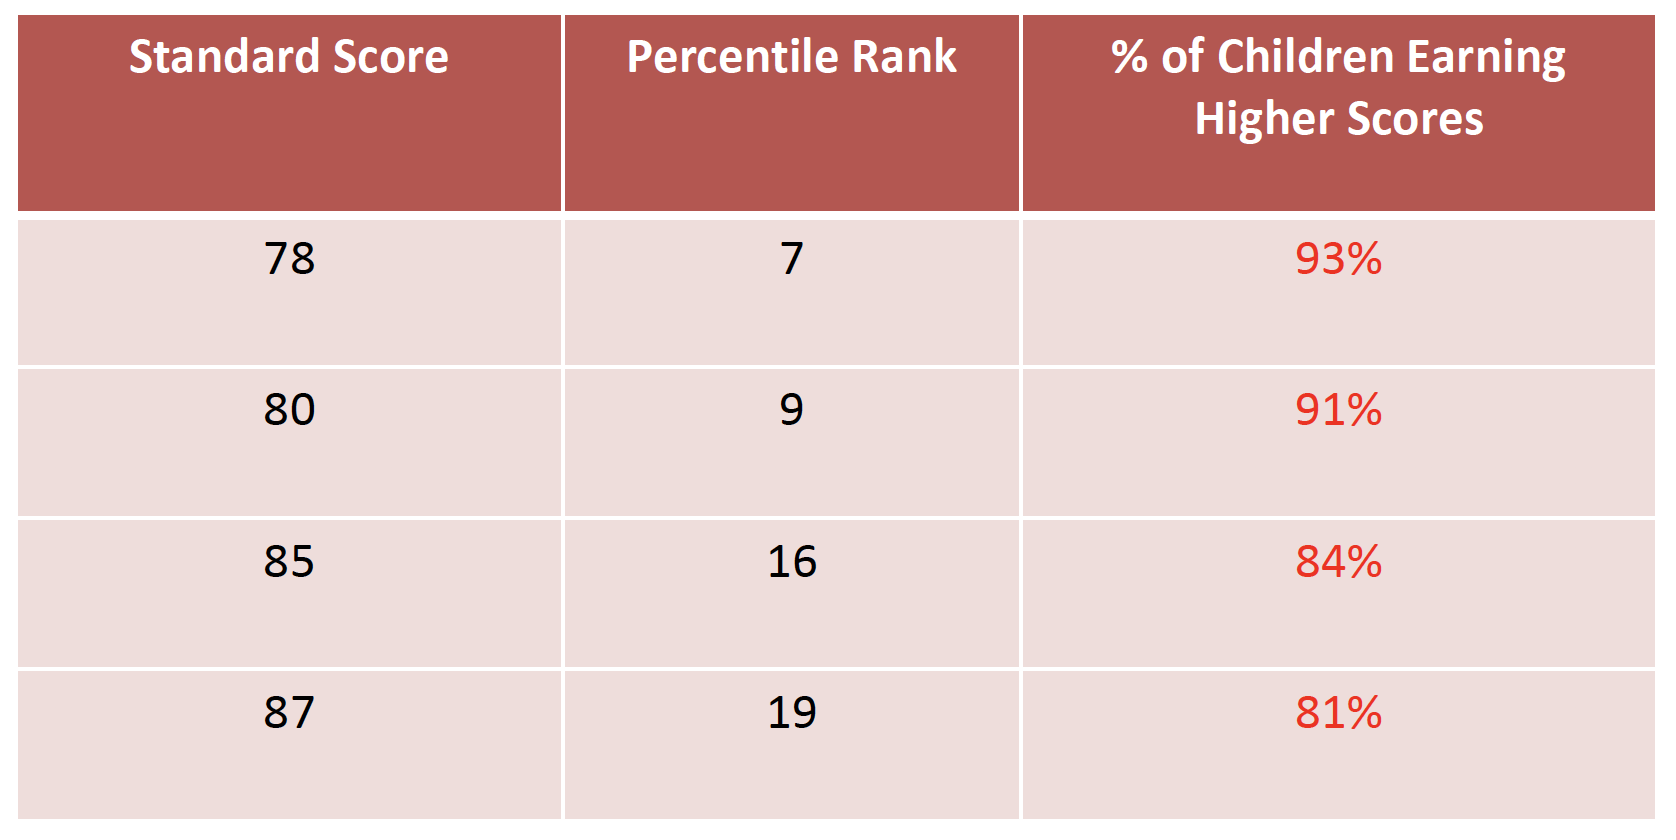 Standard Score Percentile Rank % of Children Earning
Higher Scores
78 7 93%
80 9 91%
85 16 84%
87 19 81%